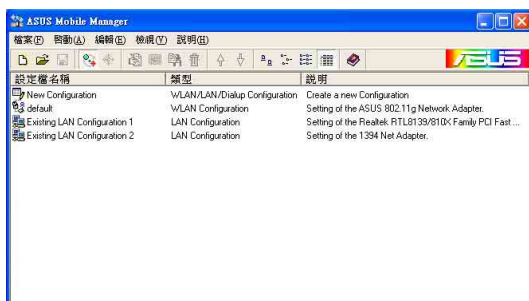 ASUS Mobile Manager
檔案(F) 啓動(A) 編輯(E) 檢視(Y) 說明(H)
ASUS
設定檔名稱 類型 說明
New Configuration WLAN/LAN/Dialup Configuration Create a new Configuration
default WLAN Configuration Setting of the ASUS 802.11g Network Adapter.
Existing LAN Configuration 1 LAN Configuration Setting of the Realtek RTL8139/810X Family PCI Fast ...
Existing LAN Configuration 2 LAN Configuration Setting of the 1394 Net Adapter.